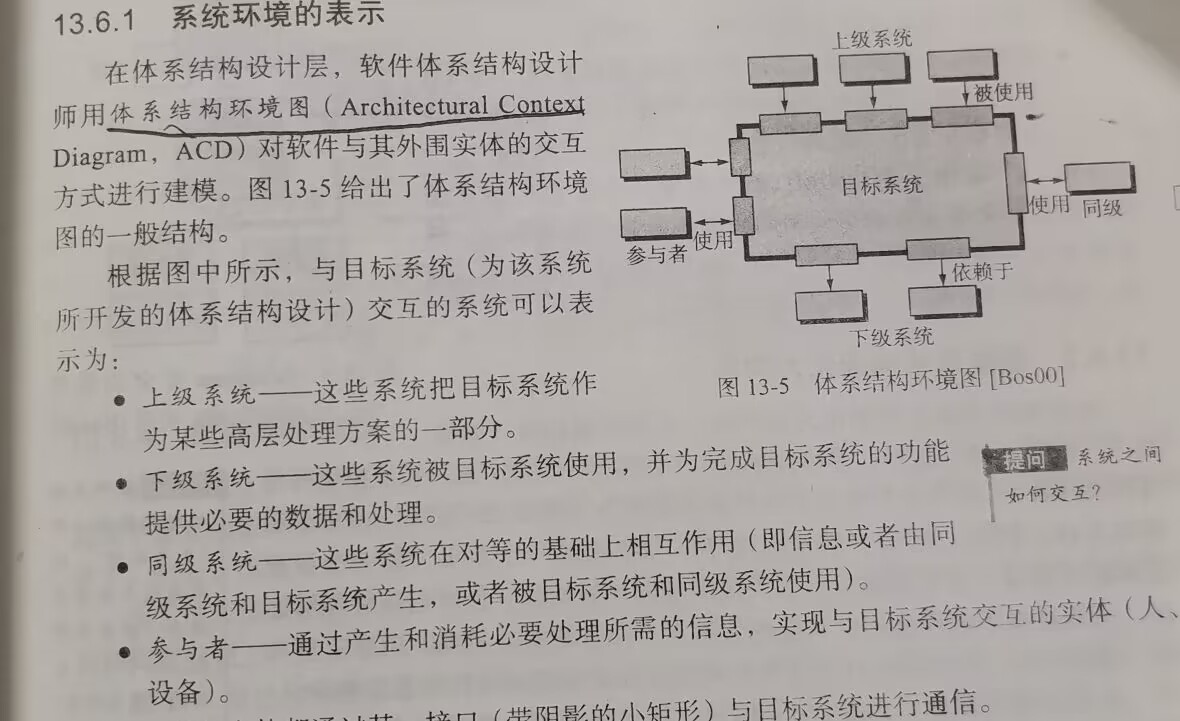 13.6.1 系统环境的表示
在体系结构设计层，软件体系结构设计
师用体系结构环境图（Architectural Context
Diagram，ACD）对软件与其外围实体的交互
方式进行建模。图 13-5 给出了体系结构环境
图的一般结构。
根据图中所示，与目标系统（为该系统
所开发的体系结构设计）交互的系统可以表
示为：
上级系统
被使用
目标系统
使用
同级
参与者
使用
依赖于
下级系统
图 13-5 体系结构环境图 [Bos00]
• 上级系统——这些系统把目标系统作
为某些高层处理方案的一部分。
• 下级系统——这些系统被目标系统使用，并为完成目标系统的功能
提供必要的数据和处理。
提问 系统之间
如何交互？
• 同级系统——这些系统在对等的基础上相互作用（即信息或者由同
级系统和目标系统产生，或者被目标系统和同级系统使用）。
• 参与者——通过产生和消耗必要处理所需的信息，实现与目标系统交互的实体（人、
设备）。
接口（带阴影的小矩形）与目标系统进行通信。